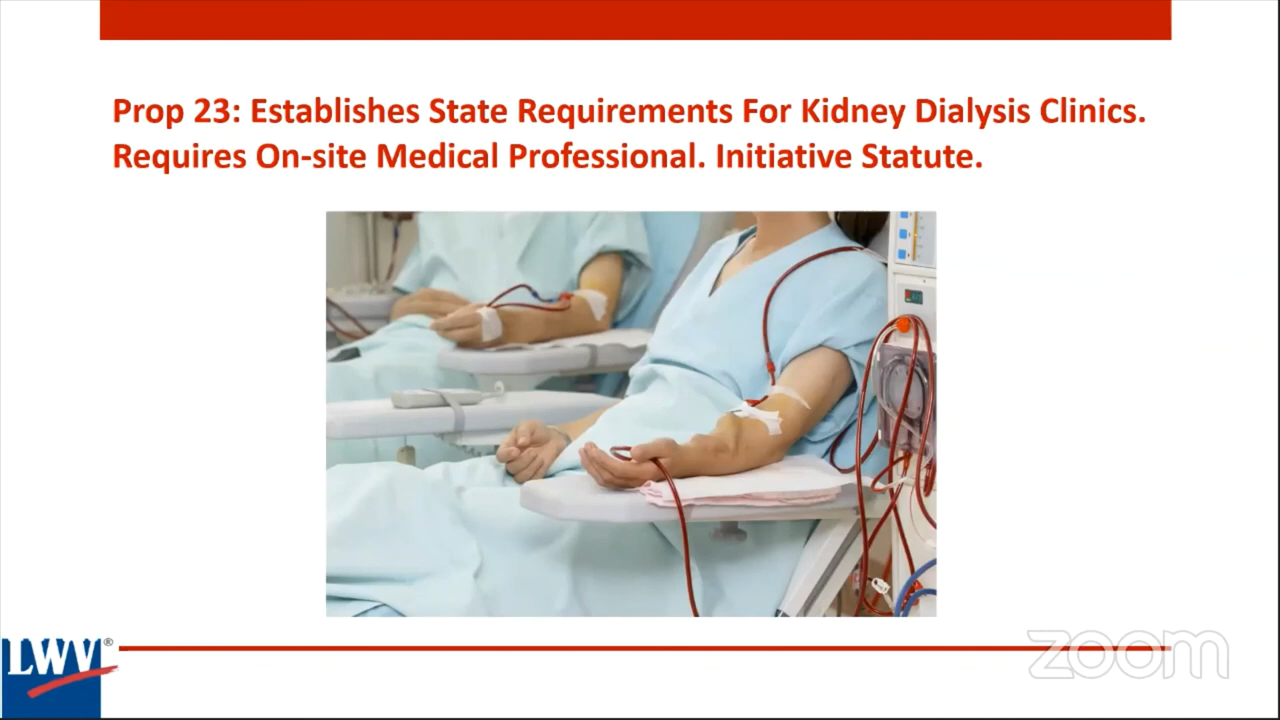 Prop 23: Establishes State Requirements For Kidney Dialysis Clinics.
Requires On-site Medical Professional. Initiative Statute.
LWV®
zoom